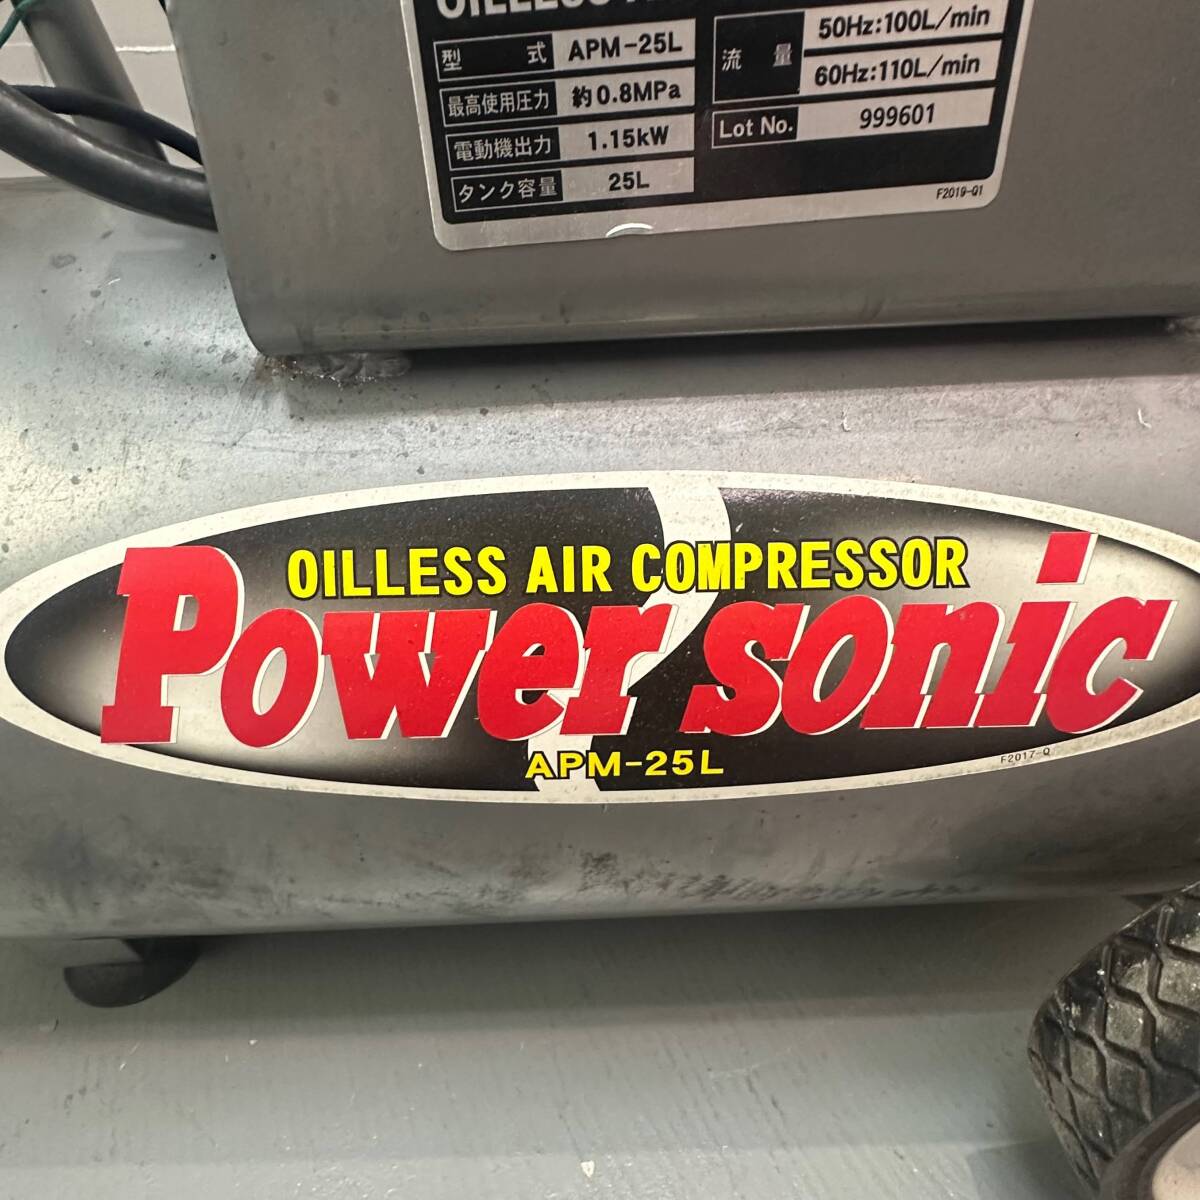 OILLESS
型 式 APM-25L
最高使用圧力 約0.8MPa
電動機出力 1.15kW
タンク容量 25L
流 量 50Hz:100L/min
60Hz:110L/min
Lot No. 999601
F2019-Q1
OILLESS AIR COMPRESSOR
Power sonic
APM-25L
F2017-Q